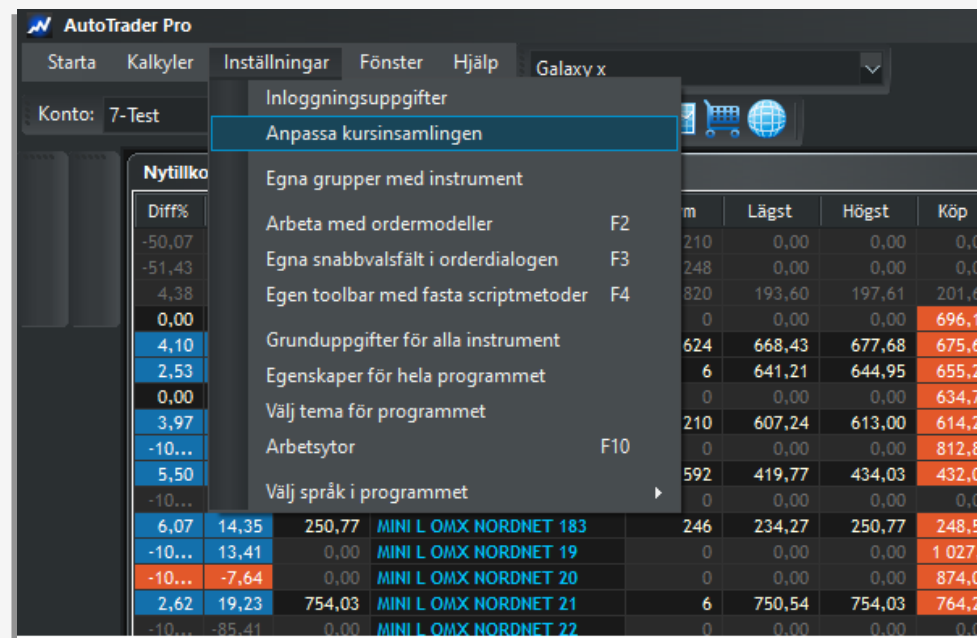 AutoTrader Pro
Starta Kalkyler Inställningar Fönster Hjälp Galaxy x
Inloggningsuppgifter
Konto: 7-Test
Anpassa kursinsamlingen
Egna grupper med instrument
Arbeta med ordermodeller F2
Egna snabbvalsfält i orderdialogen F3
Egen toolbar med fasta scriptmetoder F4
Grunduppgifter för alla instrument
Egenskaper för hela programmet
Välj tema för programmet
Arbetsytor F10
Välj språk i programmet
Diff% Lägst Högst Köp
-50,07 210 0,00 0,00
-51,43 248 0,00 0,00
4,38 820 193,60 197,61
0,00 0 0,00 0,00
4,10 624 668,43 677,68
2,53 6 641,21 644,95
0,00 0 0,00 0,00
3,97 210 607,24 613,00
-10... 0 0,00 0,00
5,50 592 419,77 434,03
-10... 0 0,00 0,00
6,07 14,35 250,77 MINI L OMX NORDNET 183 246 234,27 250,77
-10... 13,41 0,00 MINI L OMX NORDNET 19 0 0,00 0,00 1 027
-10... -7,64 0,00 MINI L OMX NORDNET 20 0 0,00 0,00
2,62 19,23 754,03 MINI L OMX NORDNET 21 6 750,54 754,03
-10... -85,41 0,00 MINI L OMX NORDNET 22 0 0,00 0,00